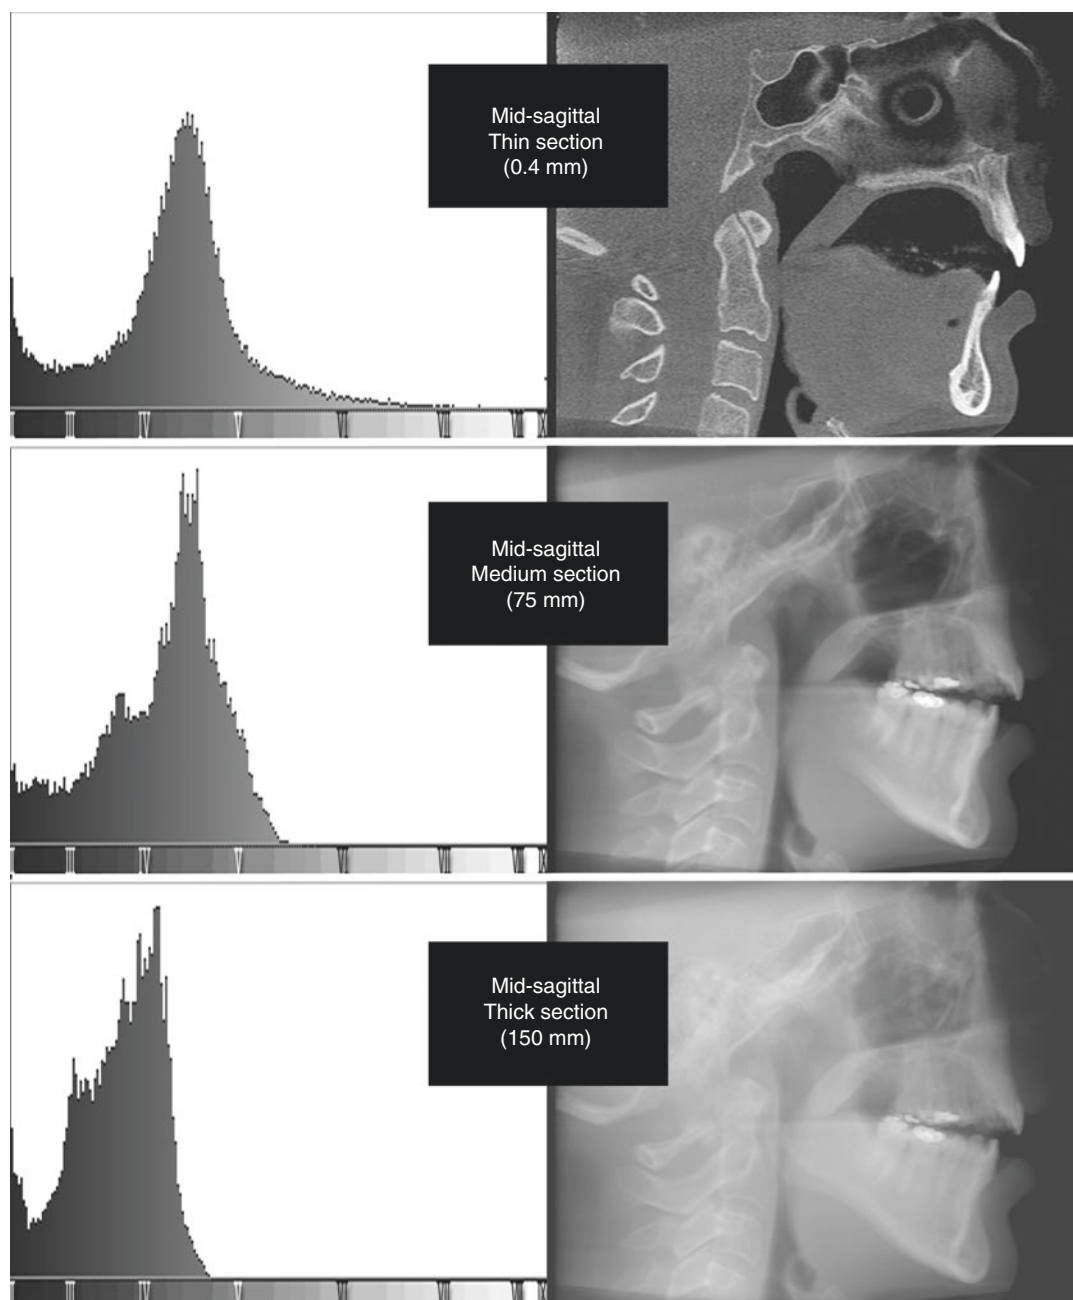 Mid-sagittal
Thin section
(0.4 mm)
Mid-sagittal
Medium section
(75 mm)
Mid-sagittal
Thick section
(150 mm)